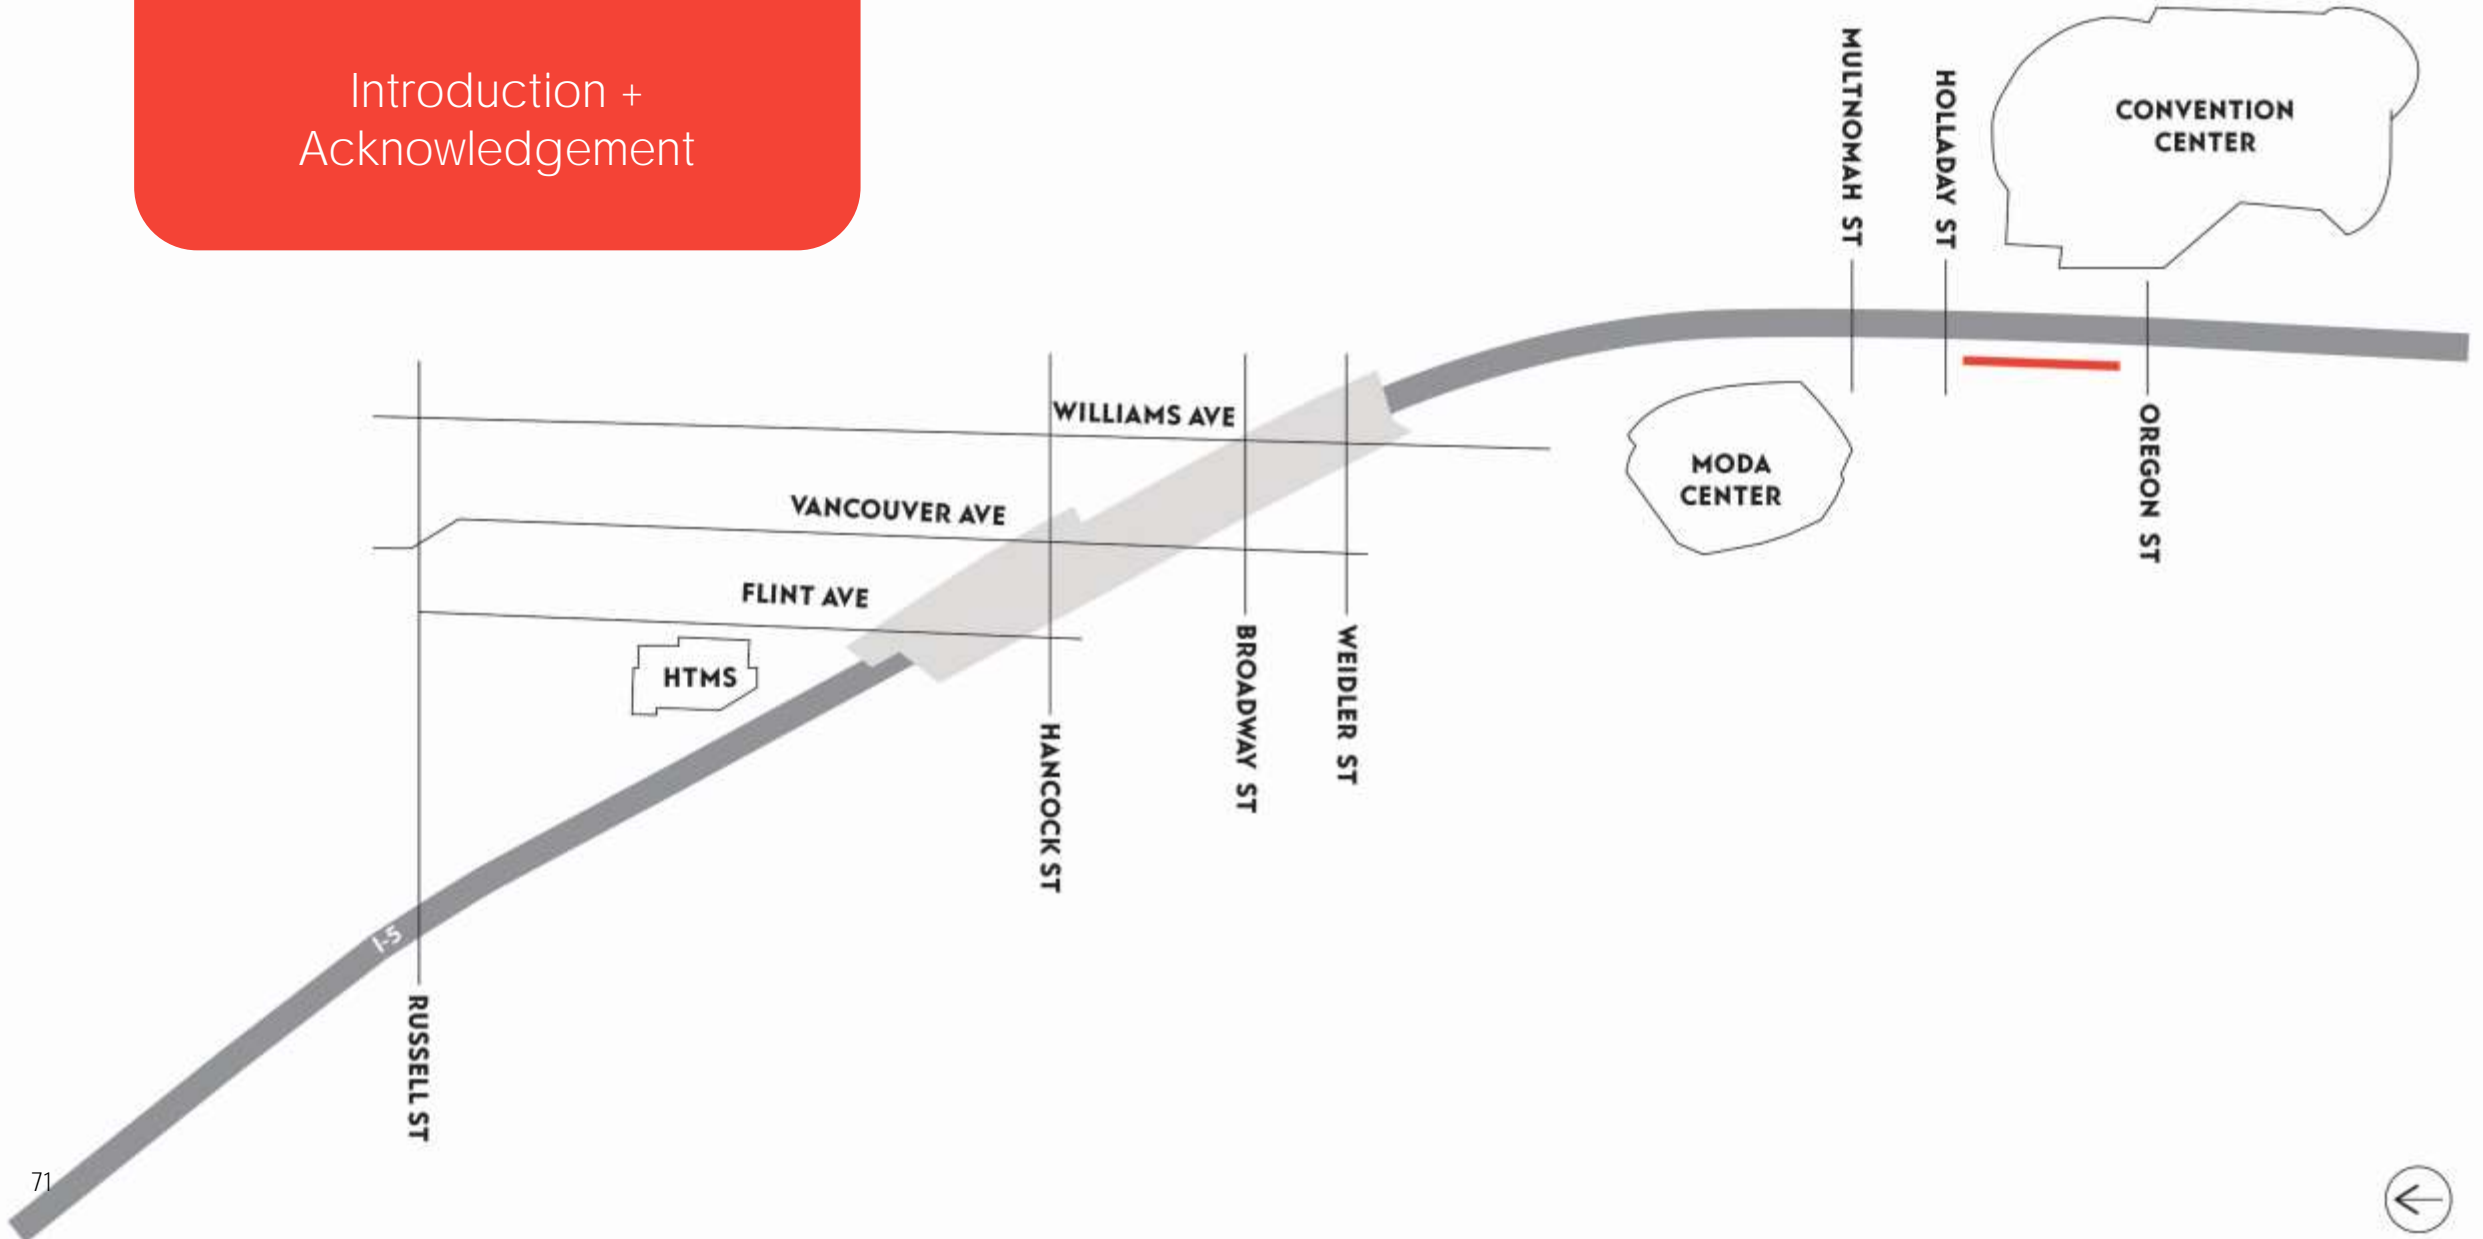 Introduction +
Acknowledgement
MULTNOMAH ST
HOLLADAY ST
CONVENTION
CENTER
WILLIAMS AVE
MODA
CENTER
OREGON ST
VANCOUVER AVE
FLINT AVE
HTMS
BROADWAY ST
WEIDLER ST
HANCOCK ST
I-5
RUSSELL ST
71